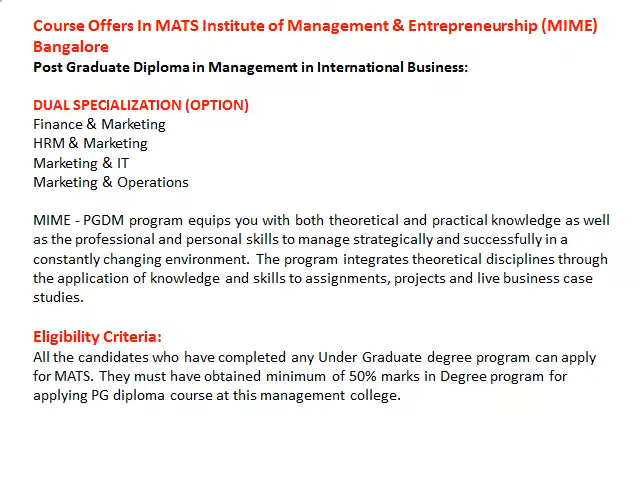 Course Offers In MATS Institute of Management & Entrepreneurship (MIME)
Bangalore
Post Graduate Diploma in Management in International Business:
DUAL SPECIALIZATION (OPTION)
Finance & Marketing
HRM & Marketing
Marketing & IT
Marketing & Operations
MIME - PGDM program equips you with both theoretical and practical knowledge as well
as the professional and personal skills to manage strategically and successfully in a
constantly changing environment. The program integrates theoretical disciplines through
the application of knowledge and skills to assignments, projects and live business case
studies.
Eligibility Criteria:
All the candidates who have completed any Under Graduate degree program can apply
for MATS. They must have obtained minimum of 50% marks in Degree program for
applying PG diploma course at this management college.